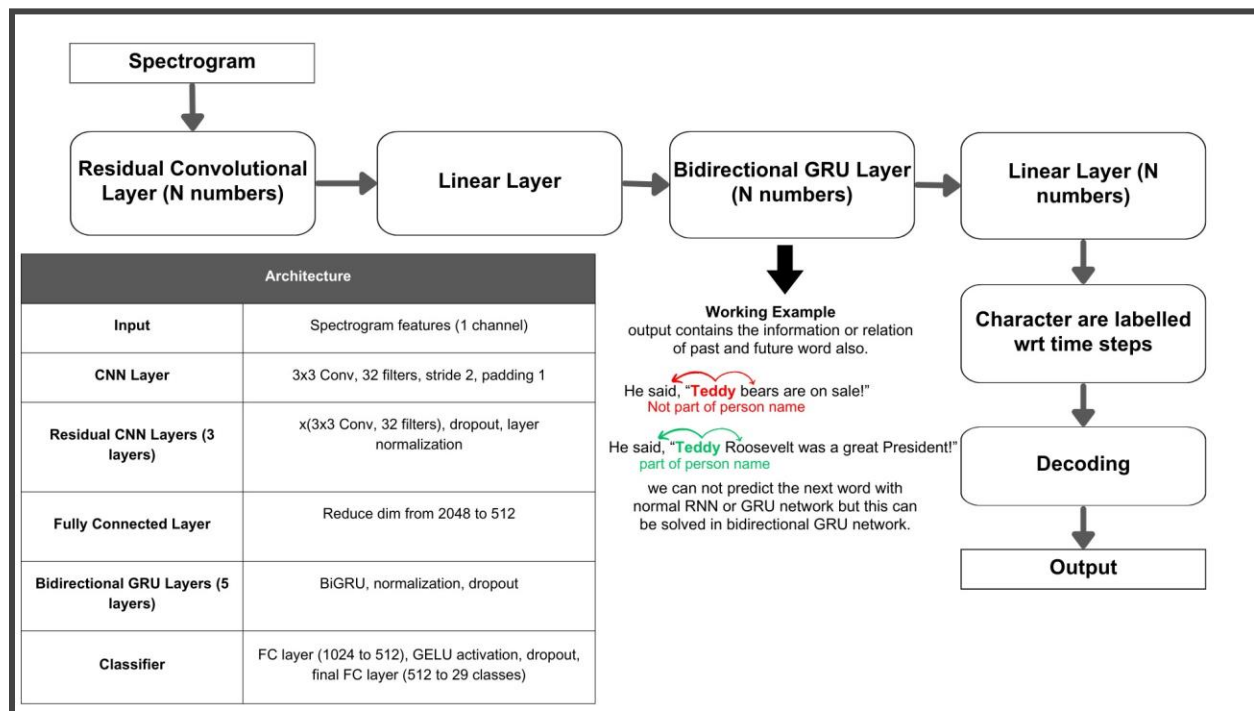 Spectrogram
Residual Convolutional
Layer (N numbers)
Linear Layer
Bidirectional GRU Layer
(N numbers)
Linear Layer (N
numbers)
Architecture
Input
Spectrogram features (1 channel)
CNN Layer
3x3 Conv, 32 filters, stride 2, padding 1
Residual CNN Layers (3
layers)
x(3x3 Conv, 32 filters), dropout, layer
normalization
Fully Connected Layer
Reduce dim from 2048 to 512
Bidirectional GRU Layers (5
layers)
BiGRU, normalization, dropout
Classifier
FC layer (1024 to 512), GELU activation, dropout,
final FC layer (512 to 29 classes)
Working Example
output contains the information or relation
of past and future word also.
He said, “Teddy bears are on sale!”
Not part of person name
He said, “Teddy Roosevelt was a great President!”
part of person name
we can not predict the next word with
normal RNN or GRU network but this can
be solved in bidirectional GRU network.
Character are labelled
wrt time steps
Decoding
Output